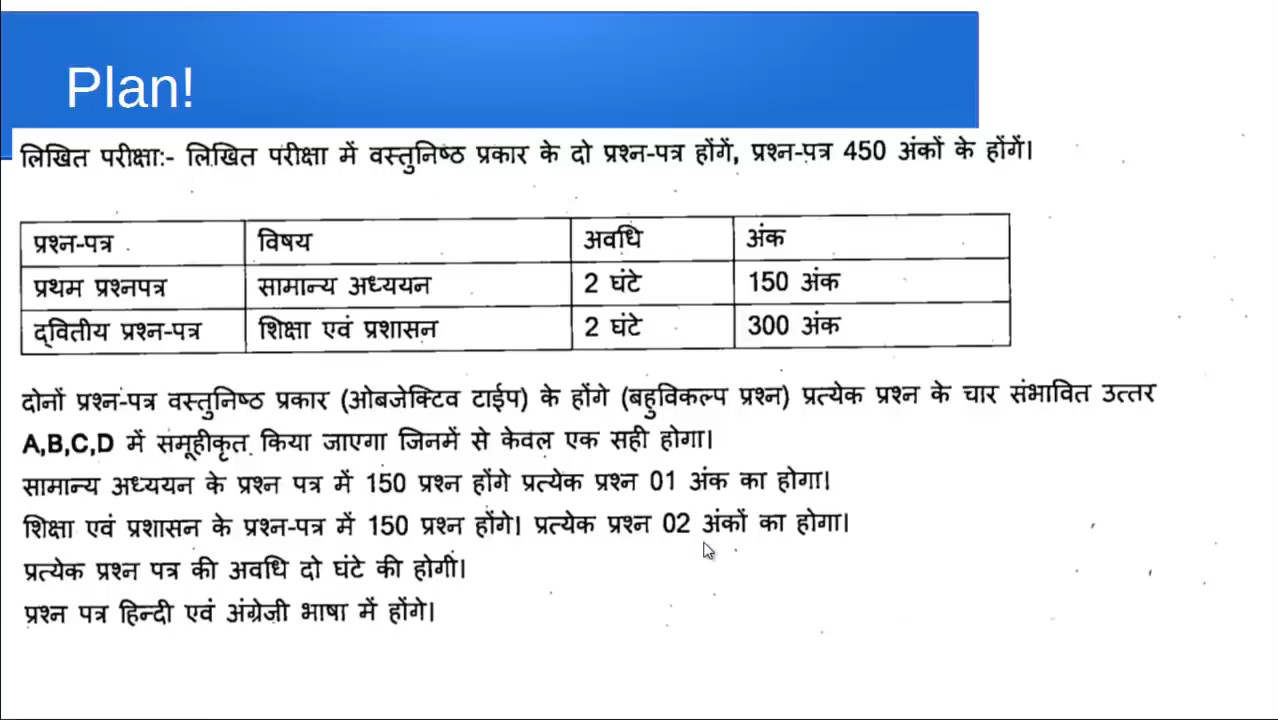 Plan!
लिखित परीक्षा:- लिखित परीक्षा में वस्तुनिष्ठ प्रकार के दो प्रश्न-पत्र होंगें, प्रश्न-पत्र 450 अंकों के होंगें।
प्रश्न-पत्र विषय अवधि अंक
प्रथम प्रश्नपत्र सामान्य अध्ययन 2 घंटे 150 अंक
द्वितीय प्रश्न-पत्र शिक्षा एवं प्रशासन 2 घंटे 300 अंक
दोनों प्रश्न-पत्र वस्तुनिष्ठ प्रकार (ओबजेक्टिव टाईप) के होंगे (बहुविकल्प प्रश्न) प्रत्येक प्रश्न के चार संभावित उत्तर
A,B,C,D में समूहीकृत किया जाएगा जिनमें से केवल एक सही होगा।
सामान्य अध्ययन के प्रश्न पत्र में 150 प्रश्न होंगे प्रत्येक प्रश्न 01 अंक का होगा।
शिक्षा एवं प्रशासन के प्रश्न-पत्र में 150 प्रश्न होंगे। प्रत्येक प्रश्न 02 अंकों का होगा।
प्रत्येक प्रश्न पत्र की अवधि दो घंटे की होगी।
प्रश्न पत्र हिन्दी एवं अंग्रेजी भाषा में होंगे।